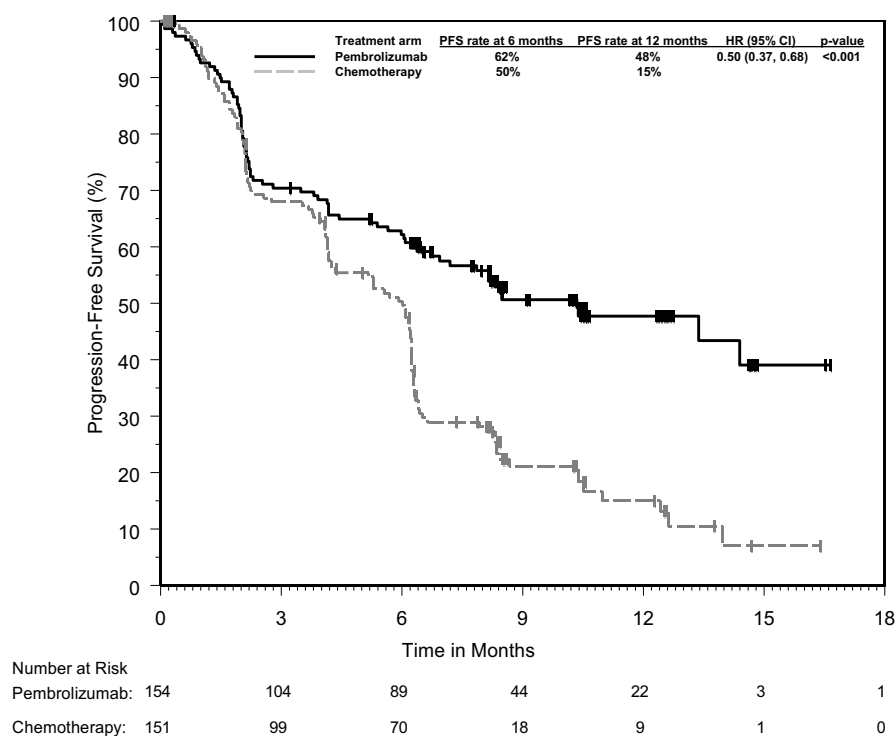 Treatment arm PFS rate at 6 months PFS rate at 12 months HR (95% CI) p-value
Pembrolizumab 62% 48% 0.50 (0.37, 0.68) <0.001
Chemotherapy 50% 15%
100
90
80
70
60
50
40
30
20
10
0
Progression-Free Survival (%)
0 3 6 9 12 15 18
Time in Months
Number at Risk
Pembrolizumab: 154 104 89 44 22 3 1
Chemotherapy: 151 99 70 18 9 1 0